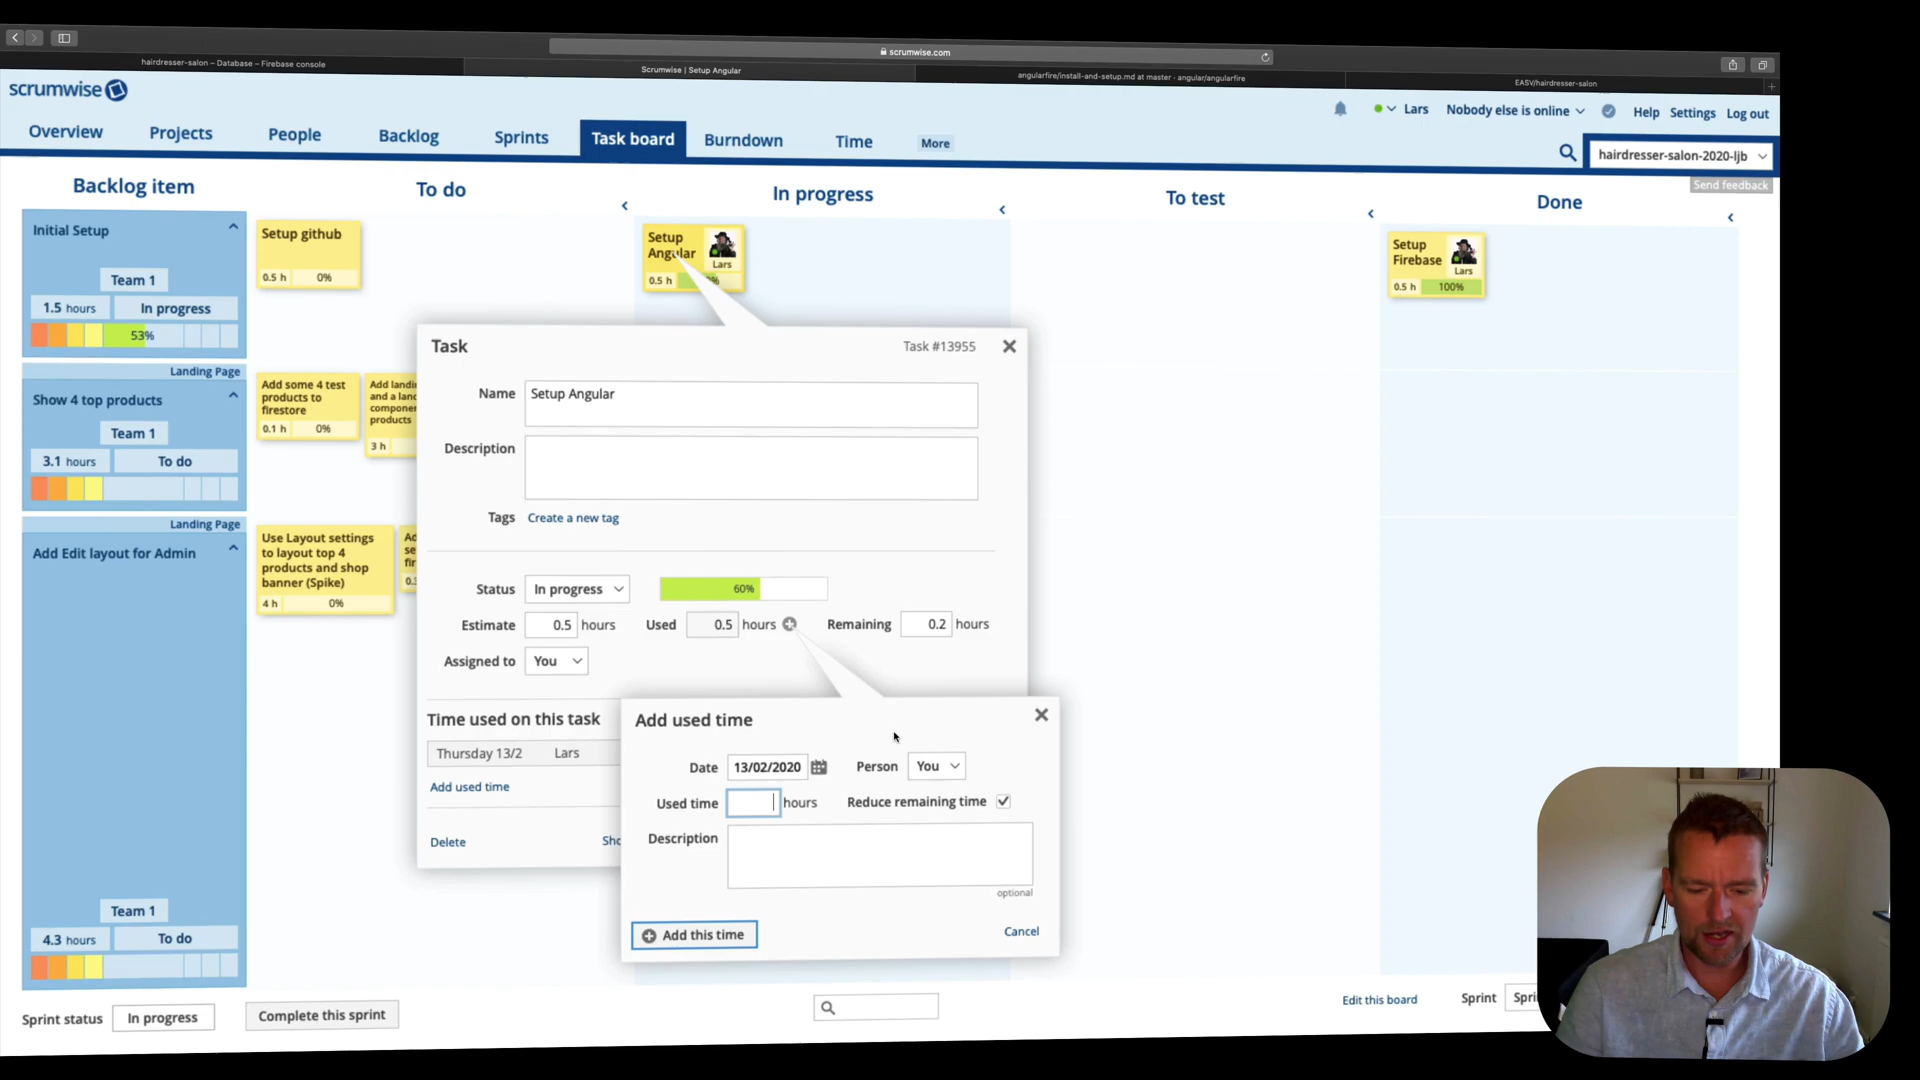 scrumwise.com
hairdresser-salon – Database – Firebase console
Scrumwise | Setup Angular
angularfire/install-and-setup.md at master · angular/angularfire
EASV/hairdresser-salon
scrumwise
Lars
Nobody else is online
Help
Settings
Log out
Overview
Projects
People
Backlog
Sprints
Task board
Burndown
Time
More
hairdresser-salon-2020-ljb
Send feedback
Backlog item
To do
In progress
To test
Done
Initial Setup
Team 1
1.5 hours
In progress
53%
Setup github
0.5 h
0%
Setup
Angular
Lars
0.5 h
Setup
Firebase
Lars
0.5 h
100%
Landing Page
Show 4 top products
Team 1
3.1 hours
To do
Add some 4 test
products to
firestore
0.1 h
0%
and a
products
3 h
Landing Page
Add Edit layout for Admin
Team 1
4.3 hours
To do
Use Layout settings
to layout top 4
products and shop
banner (Spike)
4 h
0%
Task
Task #13955
Name
Setup Angular
Description
Tags
Create a new tag
Status
In progress
60%
Estimate
0.5 hours
Used
0.5 hours
Remaining
0.2 hours
Assigned to
You
Time used on this task
Thursday 13/2
Lars
Add used time
Delete
Add used time
Date
13/02/2020
Person
You
Used time
hours
Reduce remaining time
Description
optional
Add this time
Cancel
Sprint status
In progress
Complete this sprint
Edit this board
Sprint